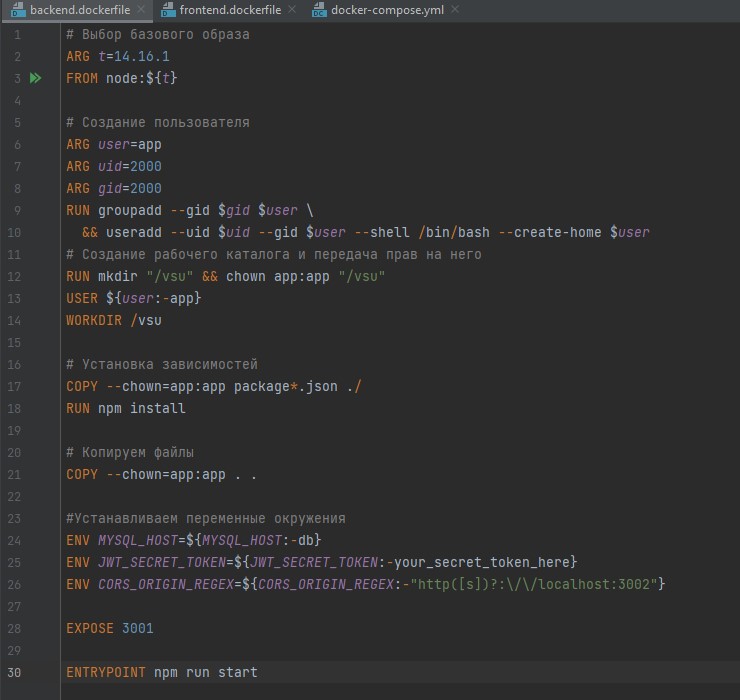 backend.dockerfile frontend.dockerfile docker-compose.yml
1 # Выбор базового образа
2 ARG t=14.16.1
3 FROM node:${t}
4
5 # Создание пользователя
6 ARG user=app
7 ARG uid=2000
8 ARG gid=2000
9 RUN groupadd --gid $gid $user \
10 && useradd --uid $uid --gid $user --shell /bin/bash --create-home $user
11 # Создание рабочего каталога и передача прав на него
12 RUN mkdir "/vsu" && chown app:app "/vsu"
13 USER ${user:-app}
14 WORKDIR /vsu
15
16 # Установка зависимостей
17 COPY --chown=app:app package*.json ./
18 RUN npm install
19
20 # Копируем файлы
21 COPY --chown=app:app . .
22
23 #Устанавливаем переменные окружения
24 ENV MYSQL_HOST=${MYSQL_HOST:-db}
25 ENV JWT_SECRET_TOKEN=${JWT_SECRET_TOKEN:-your_secret_token_here}
26 ENV CORS_ORIGIN_REGEX=${CORS_ORIGIN_REGEX:-"http([s])?:\/\/localhost:3002"}
27
28 EXPOSE 3001
29
30 ENTRYPOINT npm run start